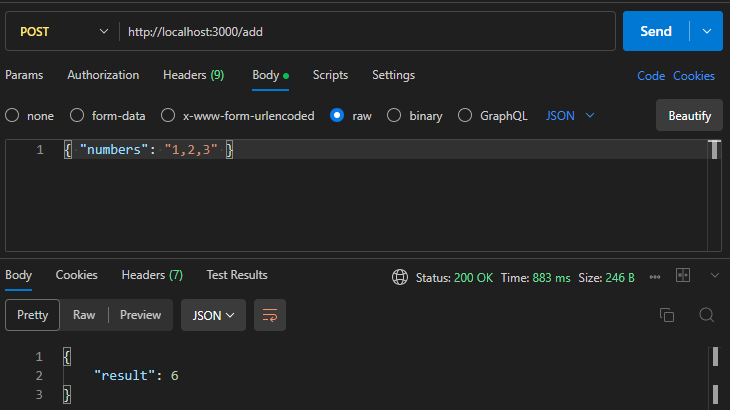 POST http://localhost:3000/add Send
Params Authorization Headers (9) Body Scripts Settings Code Cookies
none form-data x-www-form-urlencoded raw binary GraphQL JSON Beautify
1 { "numbers": "1,2,3" }
Body Cookies Headers (7) Test Results Status: 200 OK Time: 883 ms Size: 246 B
Pretty Raw Preview JSON
1 {
2 "result": 6
3 }